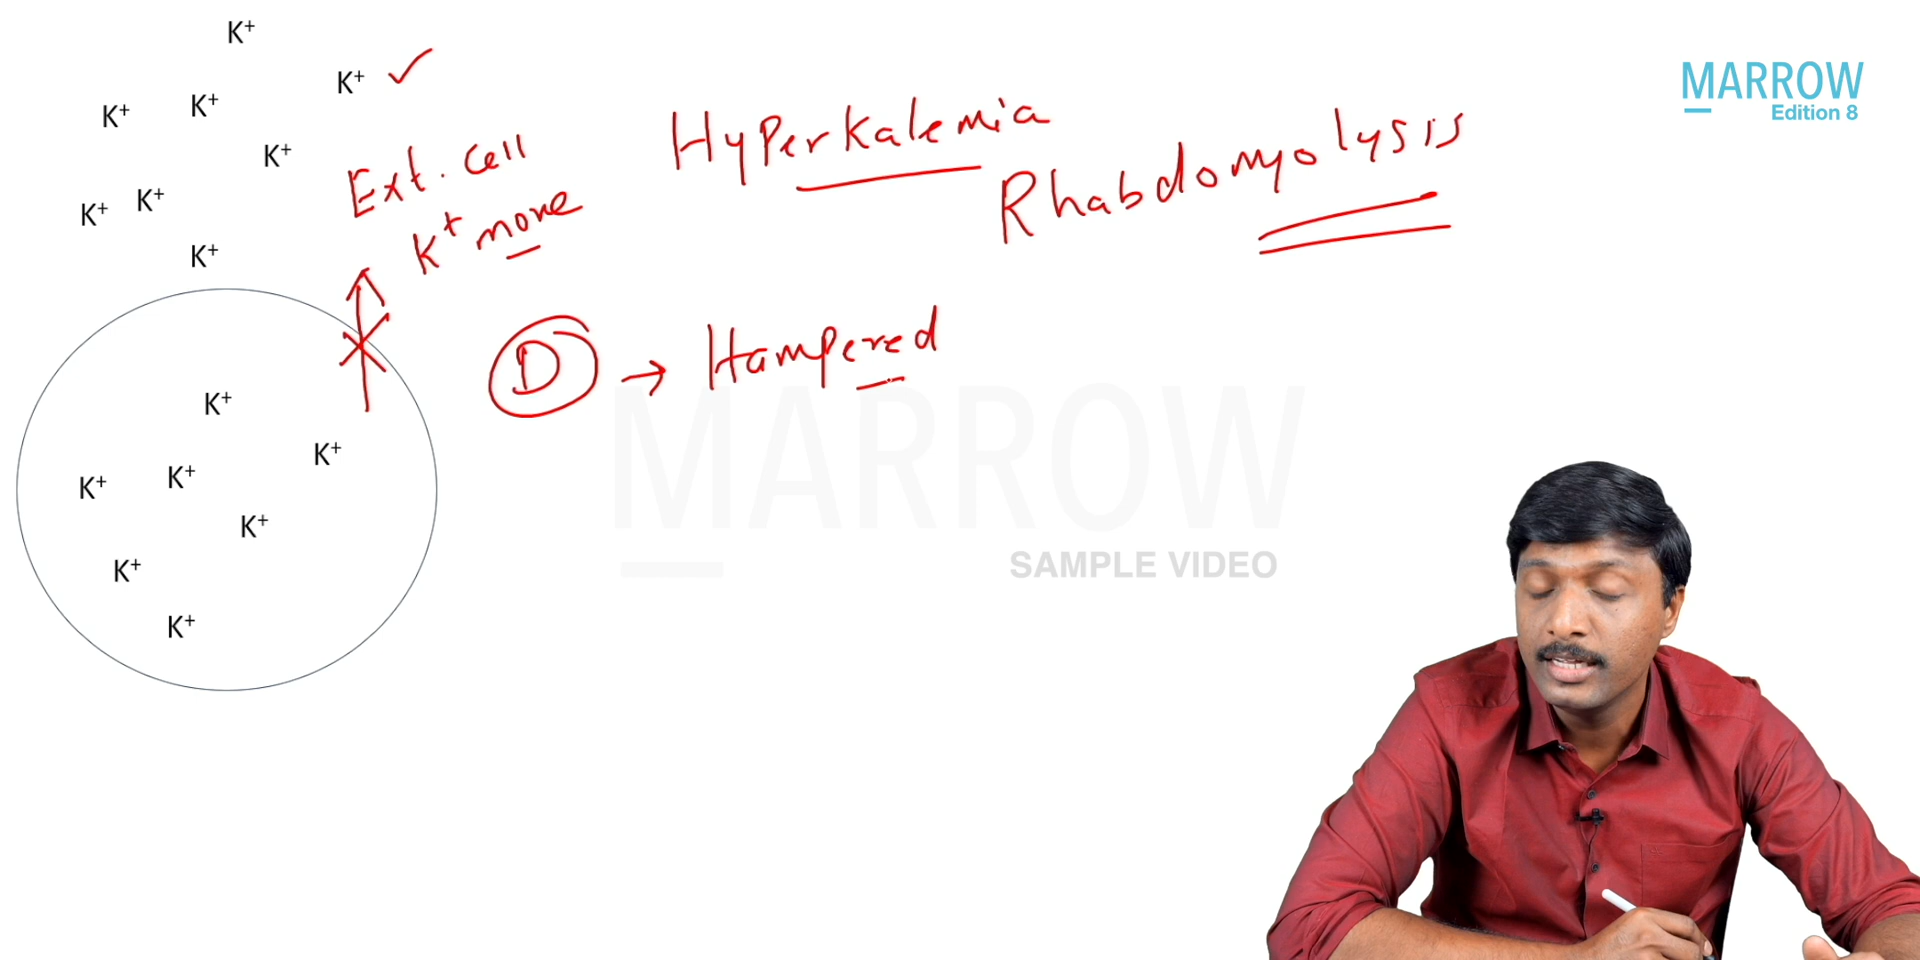 K+
K+
K+
K+
K+
K+
K+
K+
Ext. cell
K+ more
HyPerkalemia
Rhabdomyolysis
MARROW
Edition 8
D → Hampered
K+
K+
K+
K+
K+
K+
K+
MARROW
SAMPLE VIDEO